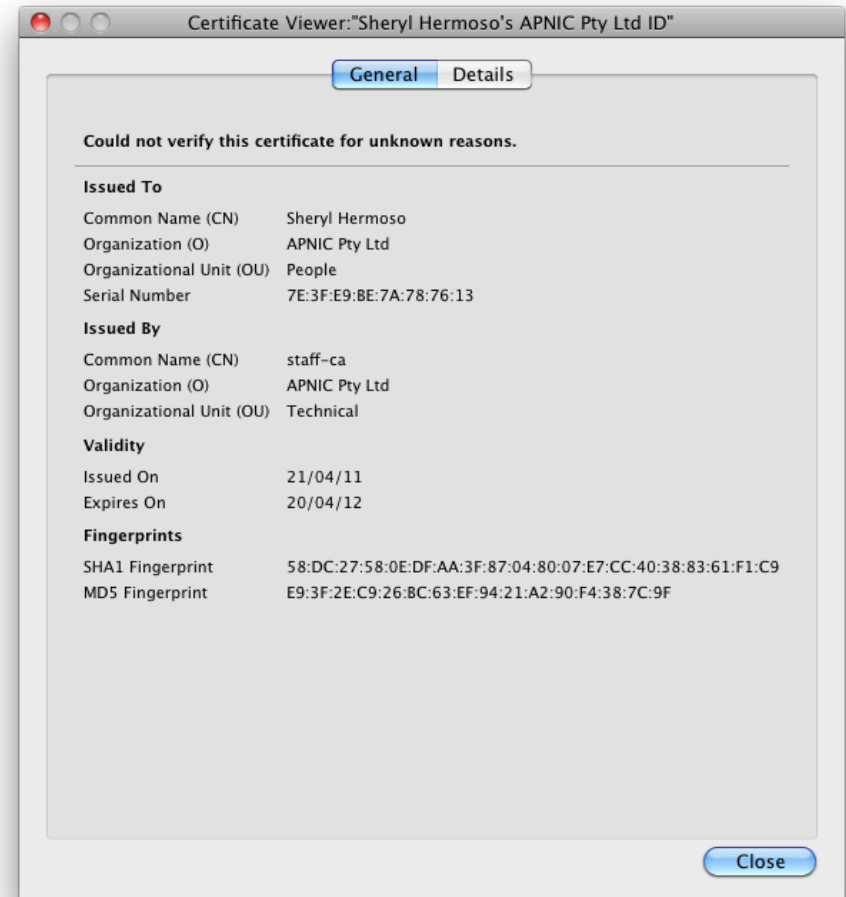 Certificate Viewer:"Sheryl Hermoso's APNIC Pty Ltd ID"
General Details
Could not verify this certificate for unknown reasons.
Issued To
Common Name (CN) Sheryl Hermoso
Organization (O) APNIC Pty Ltd
Organizational Unit (OU) People
Serial Number 7E:3F:E9:BE:7A:78:76:13
Issued By
Common Name (CN) staff-ca
Organization (O) APNIC Pty Ltd
Organizational Unit (OU) Technical
Validity
Issued On 21/04/11
Expires On 20/04/12
Fingerprints
SHA1 Fingerprint 58:DC:27:58:0E:DF:AA:3F:87:04:80:07:E7:CC:40:38:83:61:F1:C9
MD5 Fingerprint E9:3F:2E:C9:26:BC:63:EF:94:21:A2:90:F4:38:7C:9F
Close